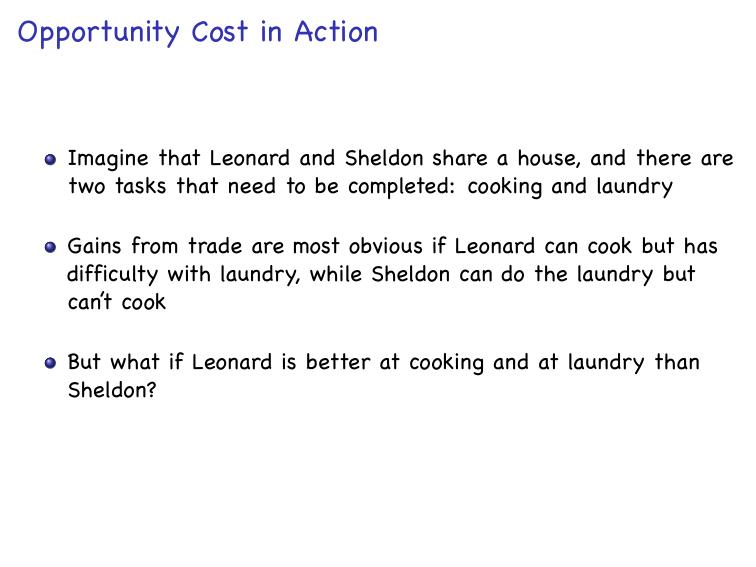 Opportunity Cost in Action
Imagine that Leonard and Sheldon share a house, and there are
two tasks that need to be completed: cooking and laundry
Gains from trade are most obvious if Leonard can cook but has
difficulty with laundry, while Sheldon can do the laundry but
can't cook
But what if Leonard is better at cooking and at laundry than
Sheldon?